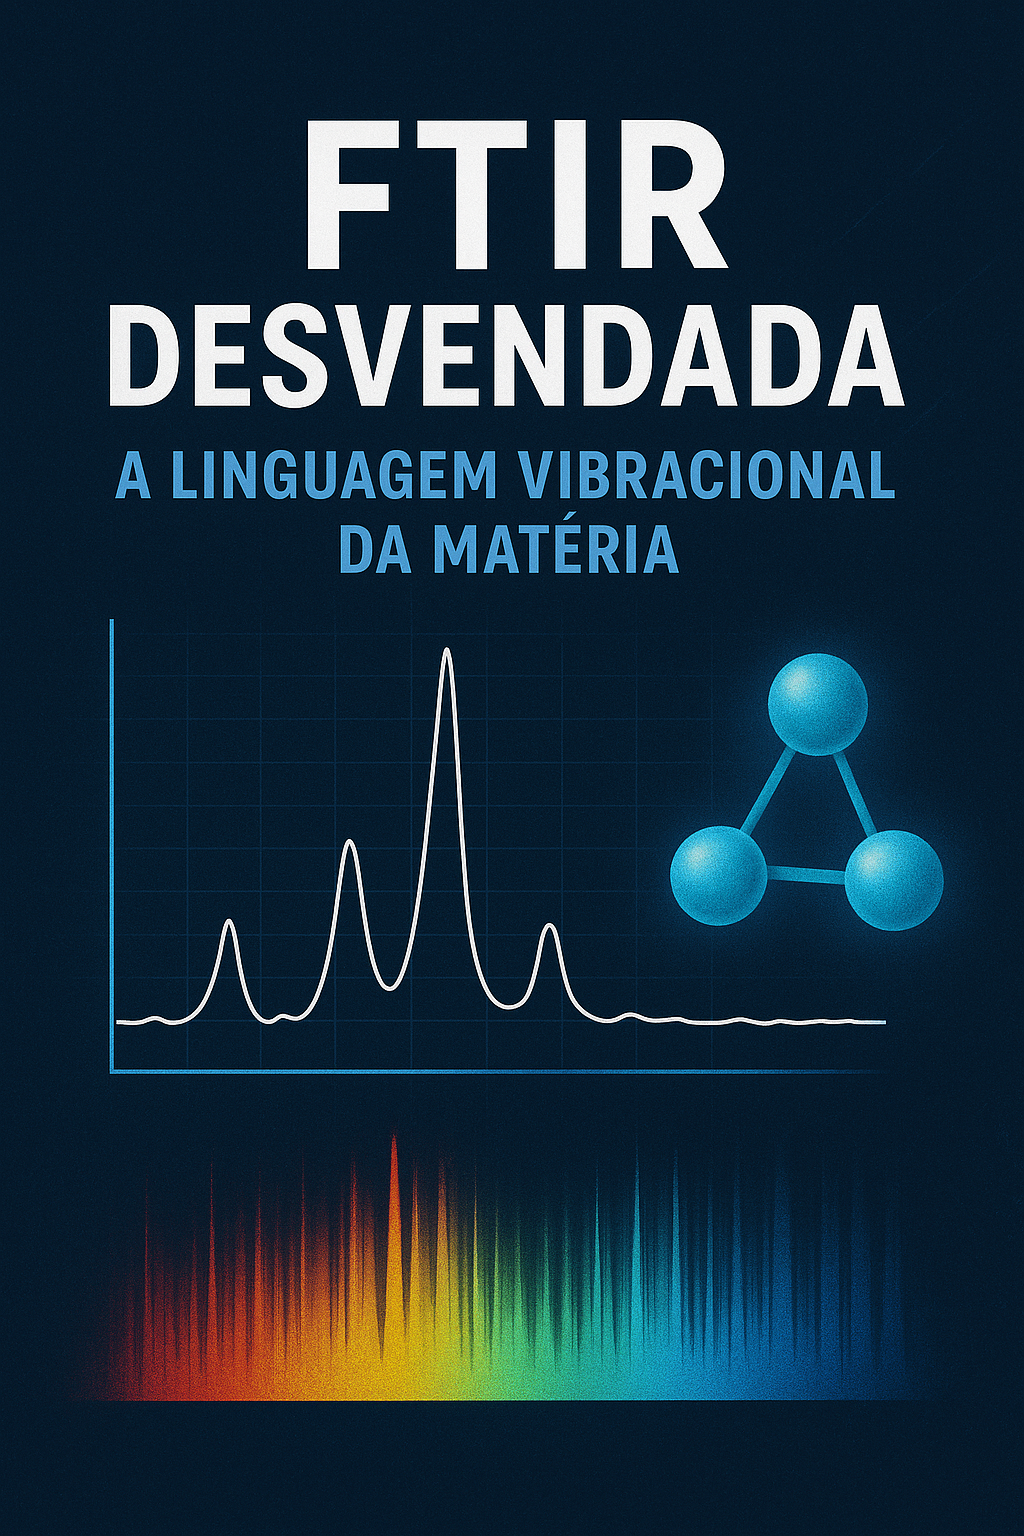 FTIR
DESVENDADA
A LINGUAGEM VIBRACIONAL
DA MATÉRIA